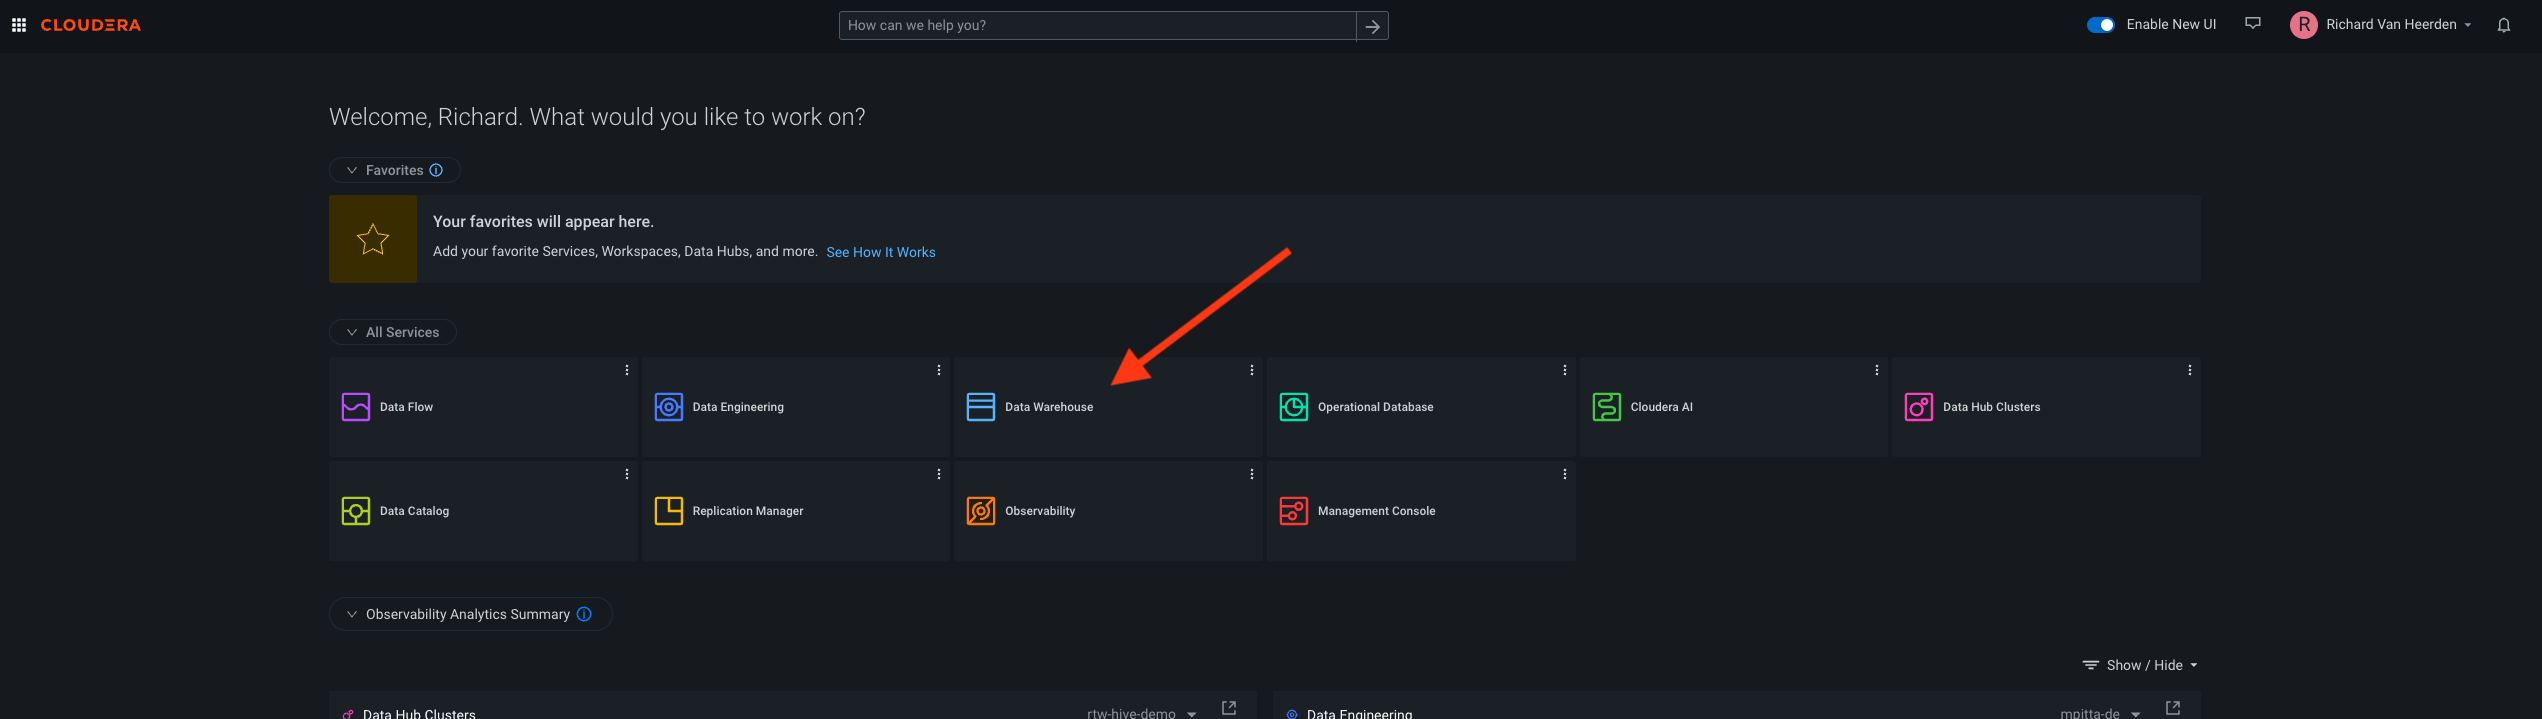 CLOUDERA
How can we help you?
Enable New UI
R
Richard Van Heerden
Welcome, Richard. What would you like to work on?
Favorites
Your favorites will appear here.
Add your favorite Services, Workspaces, Data Hubs, and more. See How It Works
All Services
Data Flow
Data Engineering
Data Warehouse
Operational Database
Cloudera AI
Data Hub Clusters
Data Catalog
Replication Manager
Observability
Management Console
Observability Analytics Summary
Show / Hide
Data Hub Clusters
rtw-hive-demo
Data Engineering
mpitta-de